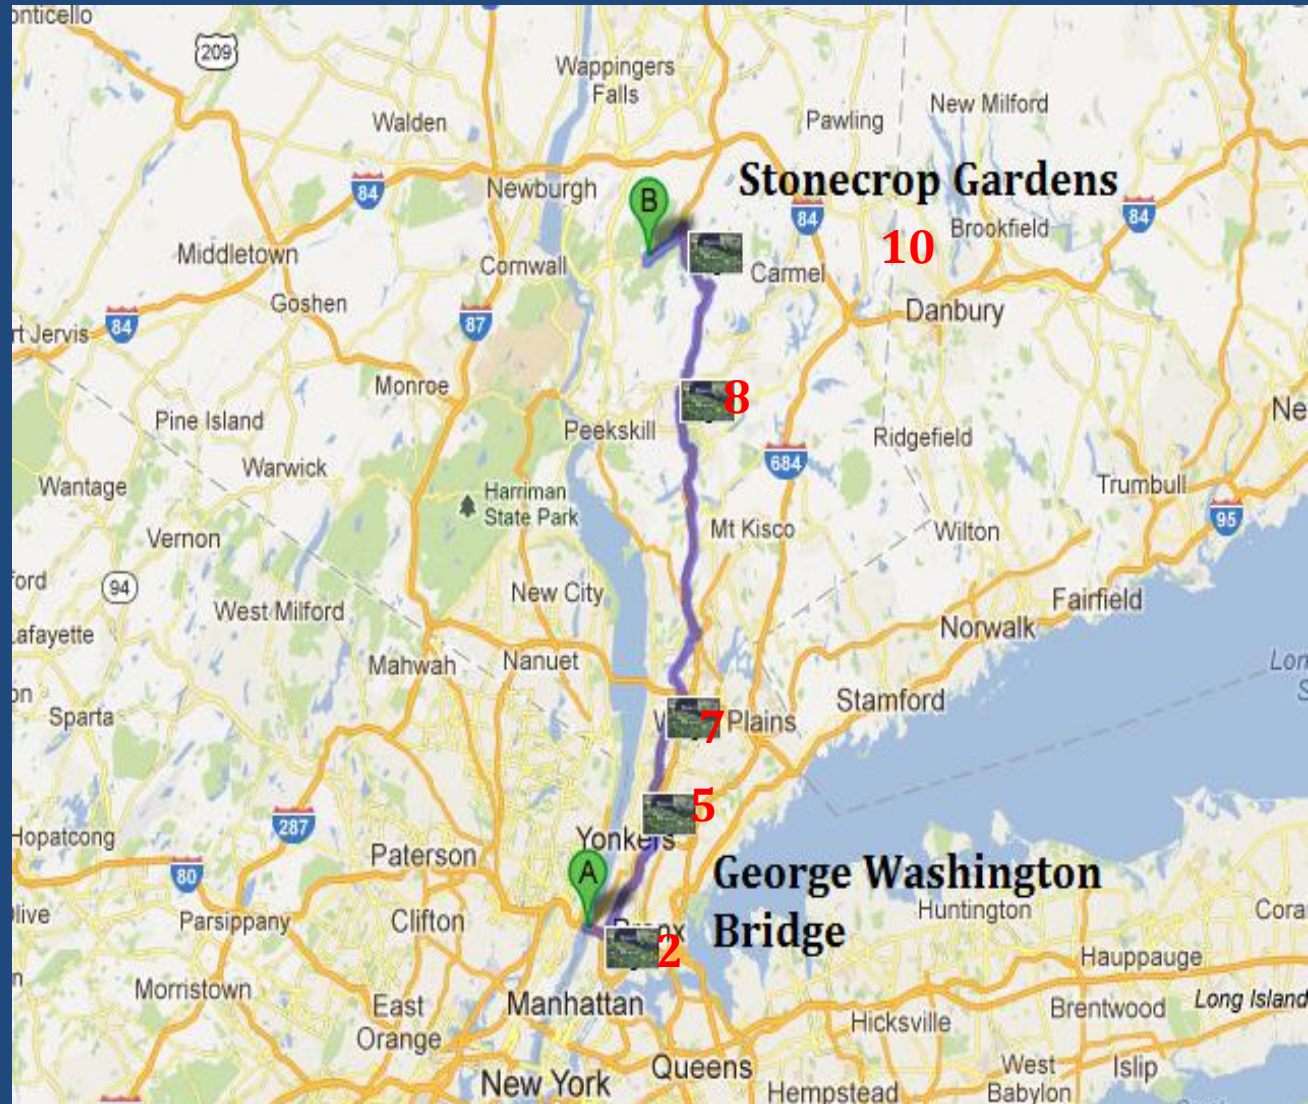 onticello
209
Wappingers
Falls
Walden
Pawling
New Milford
Stonecrop Gardens
84
Newburgh
B
84
84
10
Brookfield
Middletown
Cornwall
Carmel
Goshen
Danbury
rt Jervis
84
87
Monroe
8
Pine Island
Peekskill
Ridgefield
Ne
Warwick
684
Wantage
Harriman
State Park
Trumbull
95
Vernon
Mt Kisco
Wilton
ford
94
New City
West Milford
Fairfield
Lafayette
Norwalk
Mahwah
Nanuet
Lon
S
on
Sparta
Stamford
7
Plains
5
Hopatcong
287
Yonkers
Paterson
A
80
George Washington
Bridge
Olive
Parsippany
Clifton
Huntington
Cora
2
Hauppauge
n
Morristown
East
Orange
Manhattan
Brentwood
Long Island
Hicksville
Queens
West
Babylon
Islip
New York
Hempstead